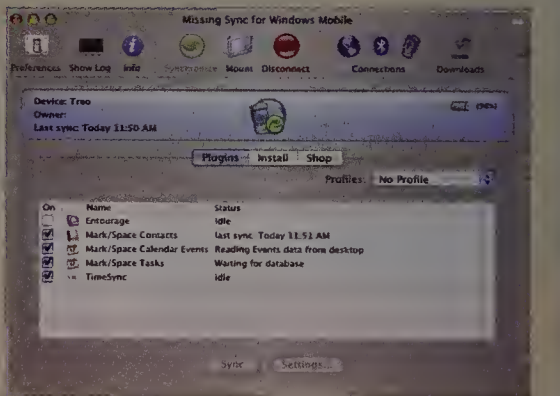 Missing Sync for Windows Mobile
Preferences Show Log Info Synchronize Mount Disconnect Connections Downloads
Device: Treo
Owner:
Last sync: Today 11:50 AM
(98%)
Plugins Install Shop
Profiles: No Profile
On Name Status
Entourage Idle
Mark/Space Contacts last sync Today 11:51 AM
Mark/Space Calendar Events Reading Events data from desktop
Mark/Space Tasks Waiting for database
TimeSync Idle
Sync Settings...